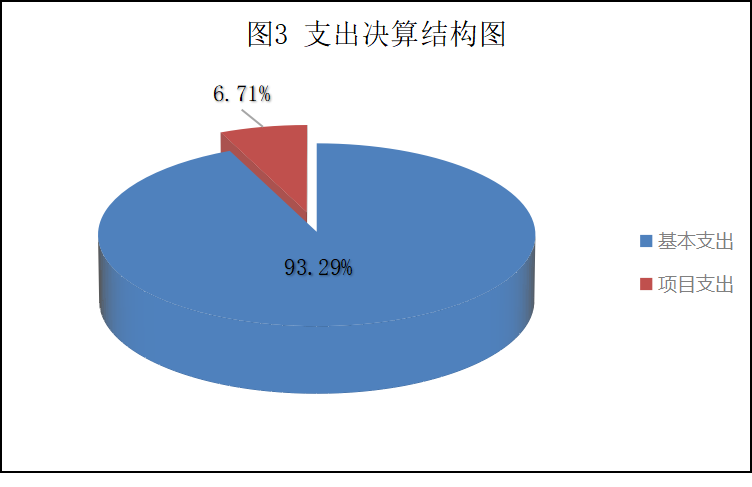 图3 支出决算结构图
6.71%
93.29%
基本支出
项目支出